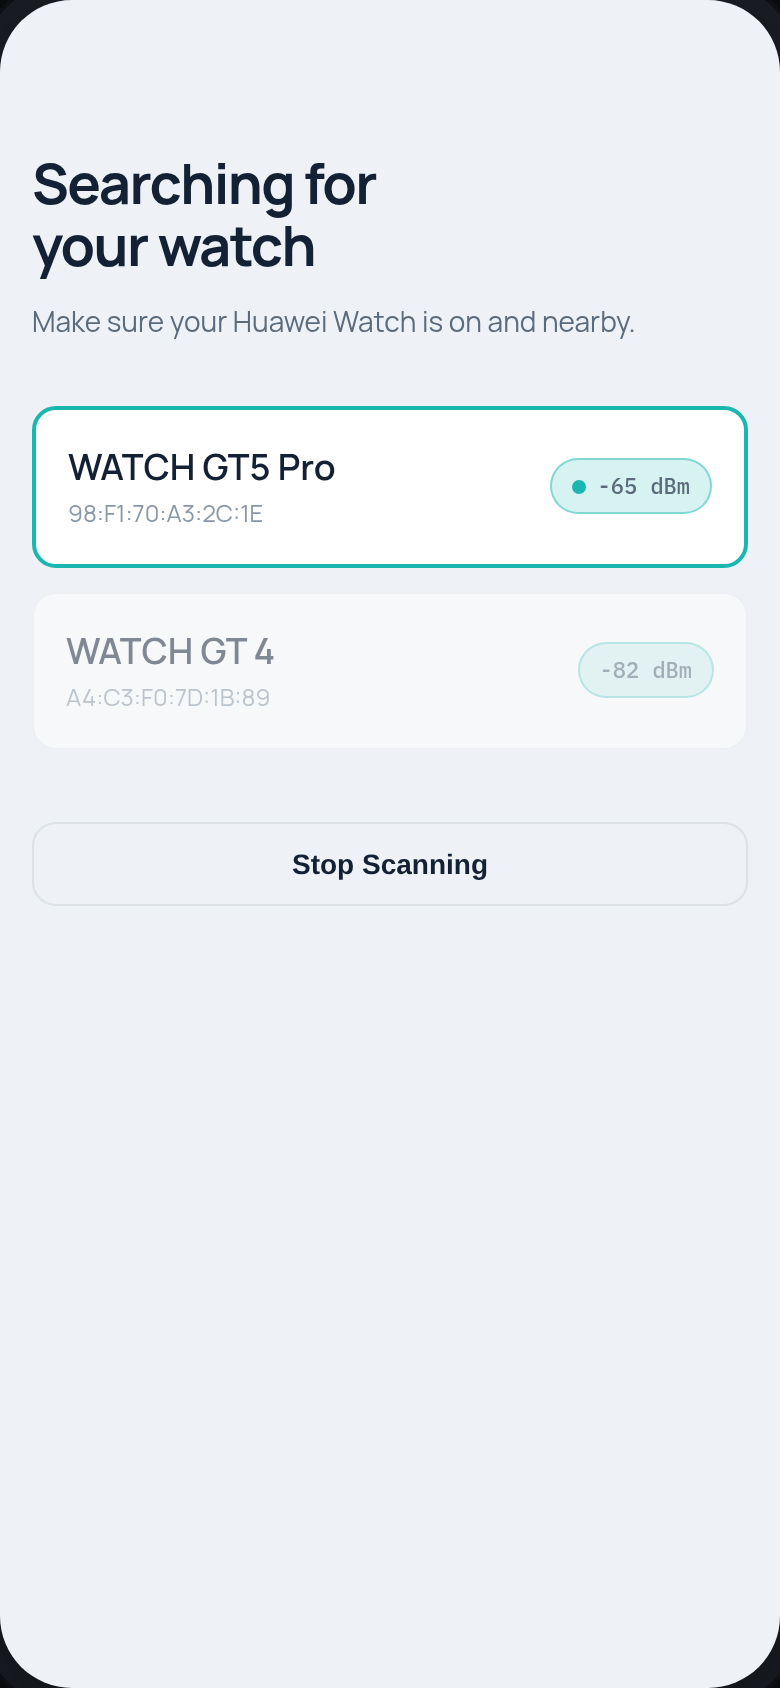 Searching for
your watch
Make sure your Huawei Watch is on and nearby.
WATCH GT5 Pro
98:F1:70:A3:2C:1E
-65 dBm
WATCH GT 4
A4:C3:F0:7D:1B:89
-82 dBm
Stop Scanning